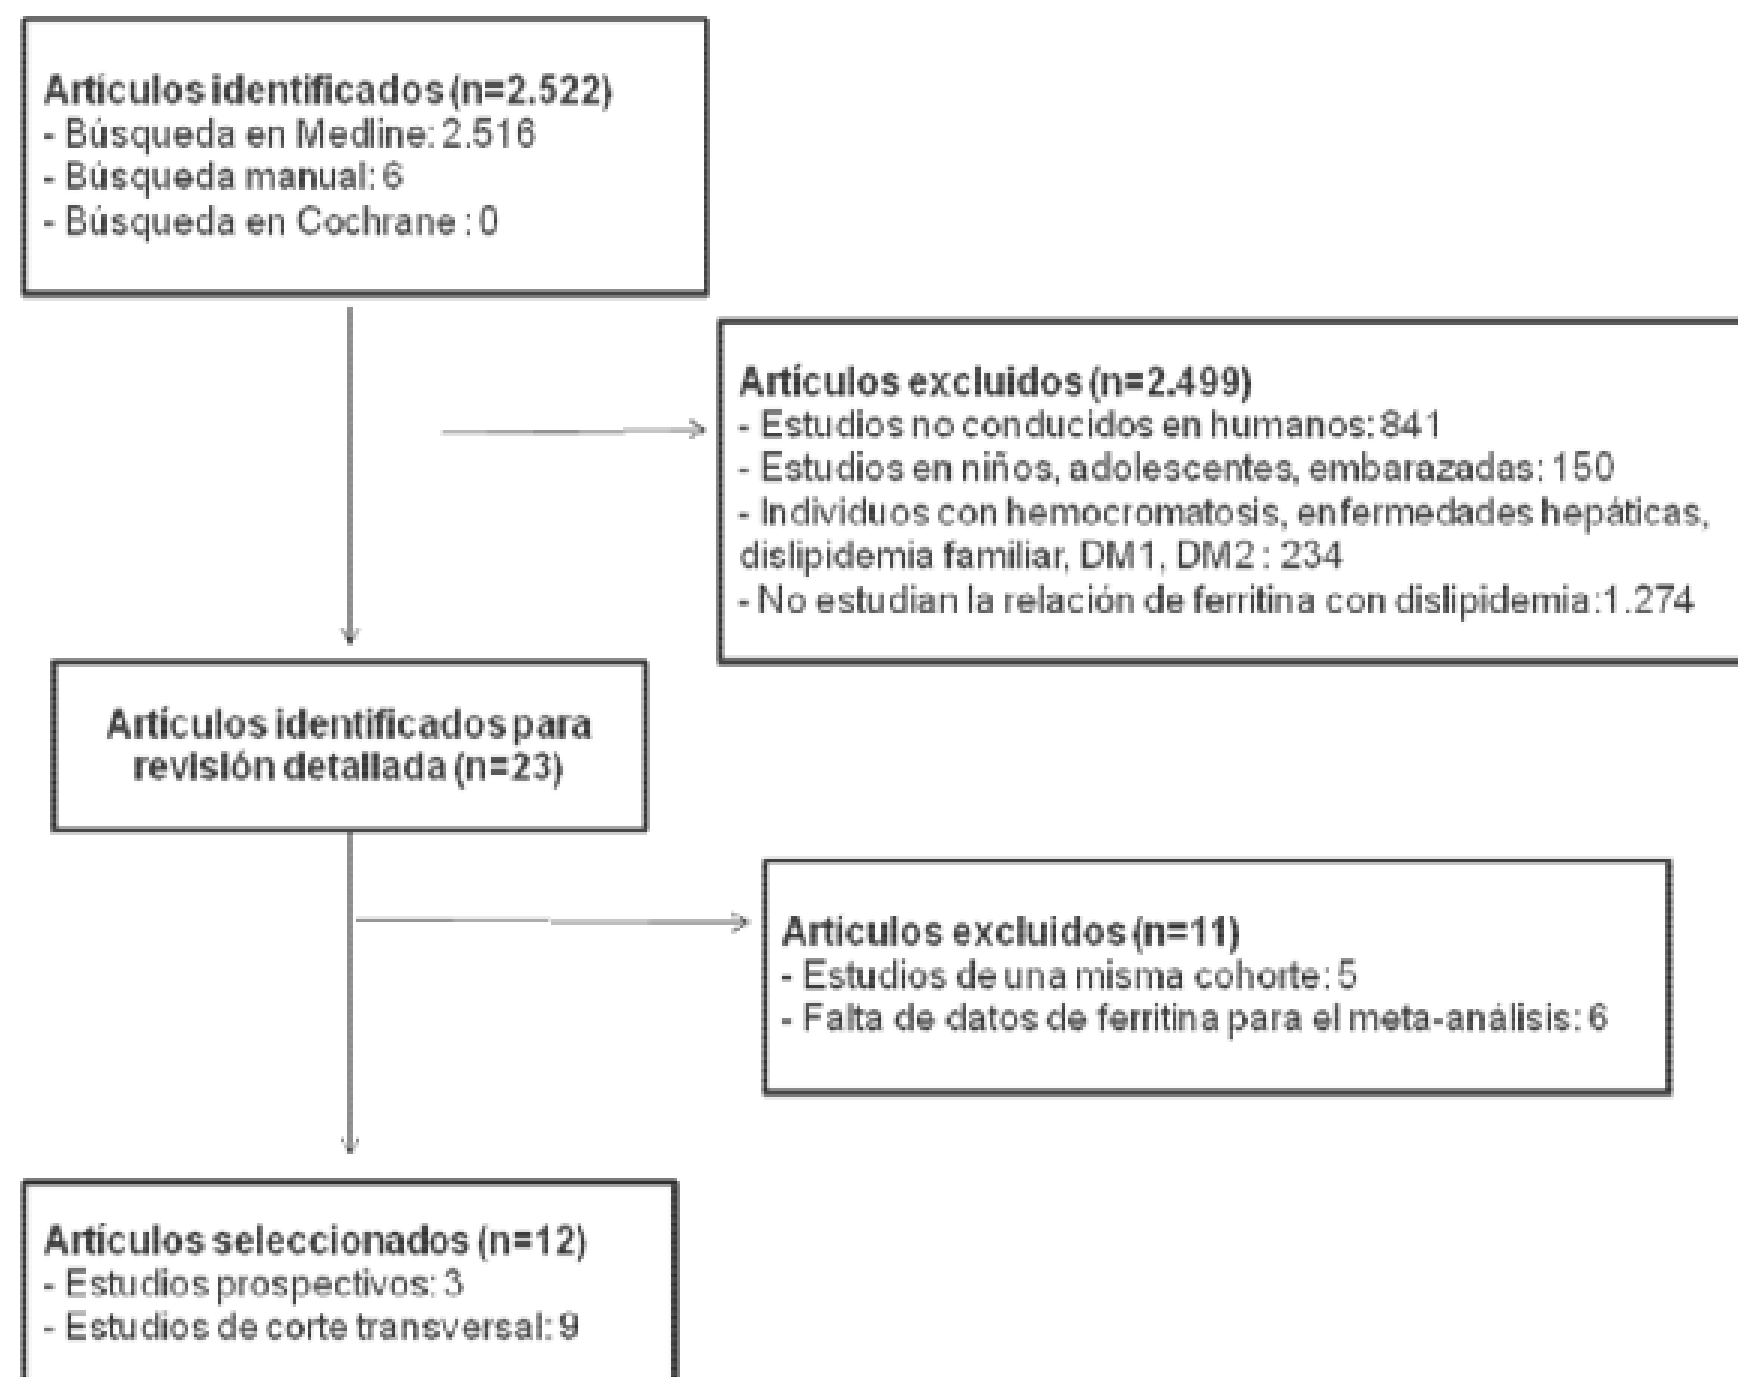 Artículos identificados (n=2.522)
- Búsqueda en Medline: 2.516
- Búsqueda manual: 6
- Búsqueda en Cochrane : 0
Artículos excluidos (n=2.499)
- Estudios no conducidos en humanos: 841
- Estudios en niños, adolescentes, embarazadas: 150
- Individuos con hemocromatosis, enfermedades hepáticas,
dislipidemia familiar, DM1, DM2 : 234
- No estudian la relación de ferritina con dislipidemia:1.274
Artículos identificados para
revisión detallada (n=23)
Artículos excluidos (n=11)
- Estudios de una misma cohorte: 5
- Falta de datos de ferritina para el meta-análisis: 6
Artículos seleccionados (n=12)
- Estudios prospectivos: 3
- Estudios de corte transversal: 9